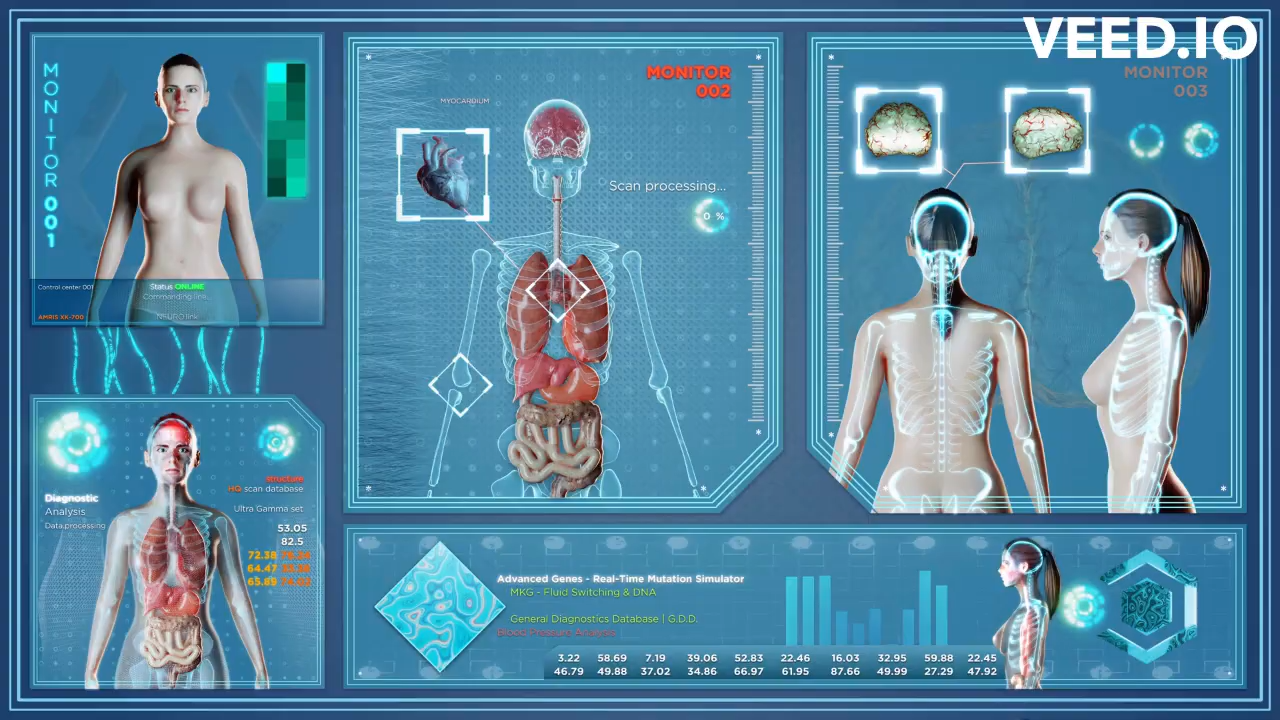 VEED.IO
MONITOR 001
Control center 001
Status ONLINE
Commanding link
AMRIS XK-700
NEURO link
MONITOR
002
MYOCARDIUM
Scan processing...
0 %
MONITOR
003
Diagnostic
Analysis
Data processing
structure
HQ scan database
Ultra Gamma set
53.05
82.5
72.38
64.47
65.89
Advanced Genes - Real-Time Mutation Simulator
MKG - Fluid Switching & DNA
General Diagnostics Database | G.D.D.
Blood Pressure Analysis
3.22 58.69 7.19 39.06 52.83 22.46 16.03 32.95 59.88 22.45
46.79 49.88 37.02 34.86 66.97 61.95 87.66 49.99 27.29 47.92